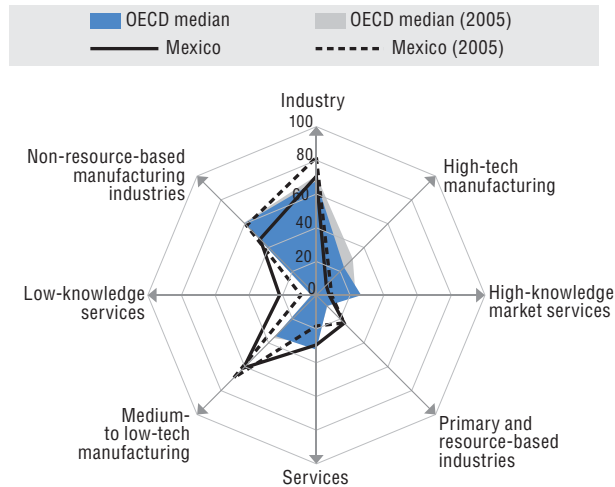 OECD median
OECD median (2005)
Mexico
Mexico (2005)
Industry
100
80
60
40
20
0
Non-resource-based
manufacturing
industries
High-tech
manufacturing
Low-knowledge
services
High-knowledge
market services
Medium-
to low-tech
manufacturing
Primary and
resource-based
industries
Services